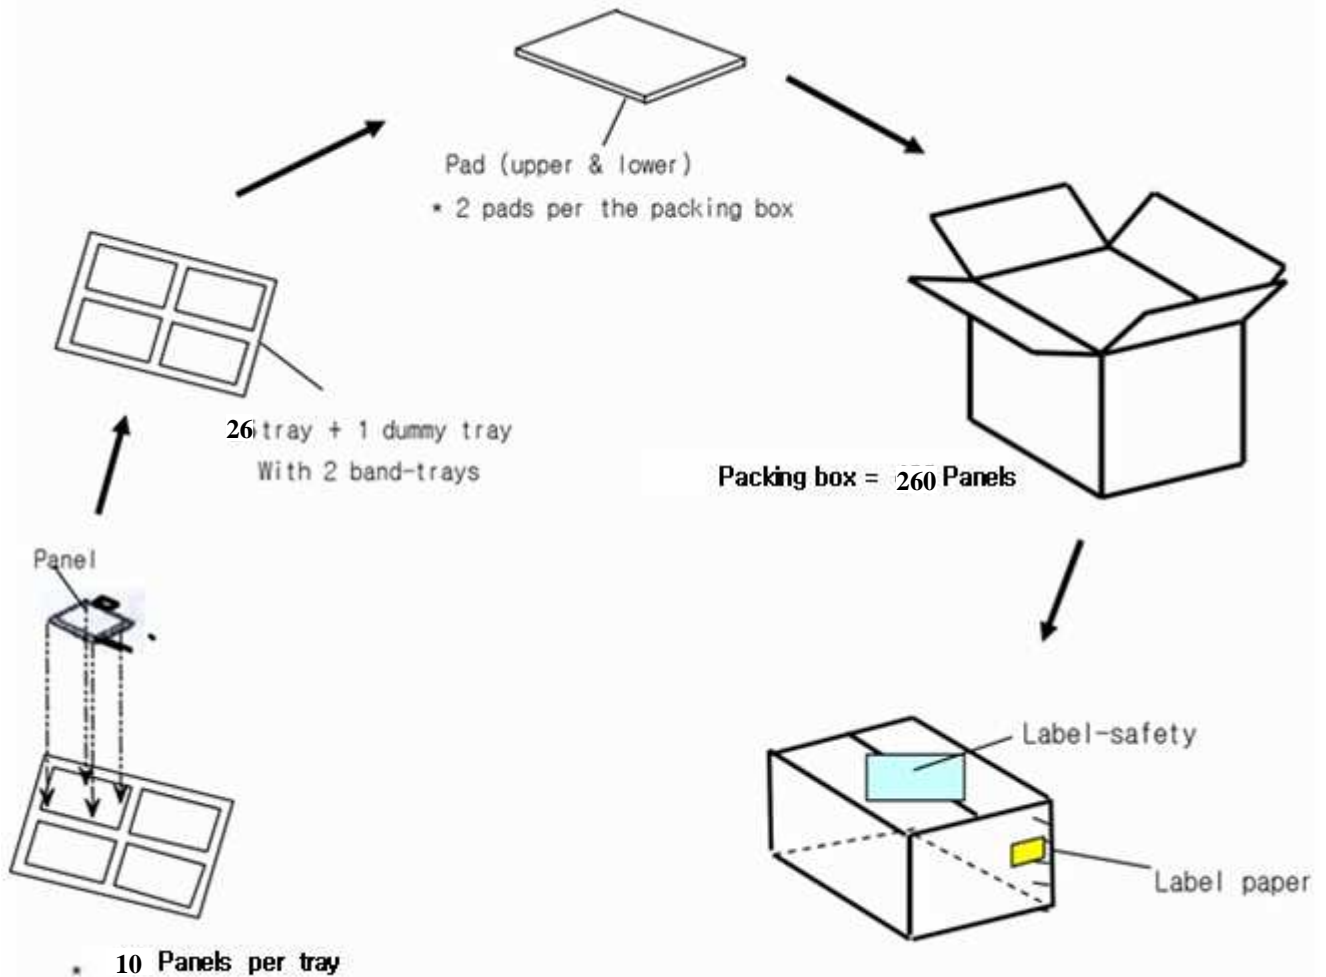 Pad (upper & lower)
* 2 pads per the packing box
26 tray + 1 dummy tray
With 2 band-trays
Packing box = 260 Panels
Panel
Label-safety
Label paper
* 10 Panels per tray